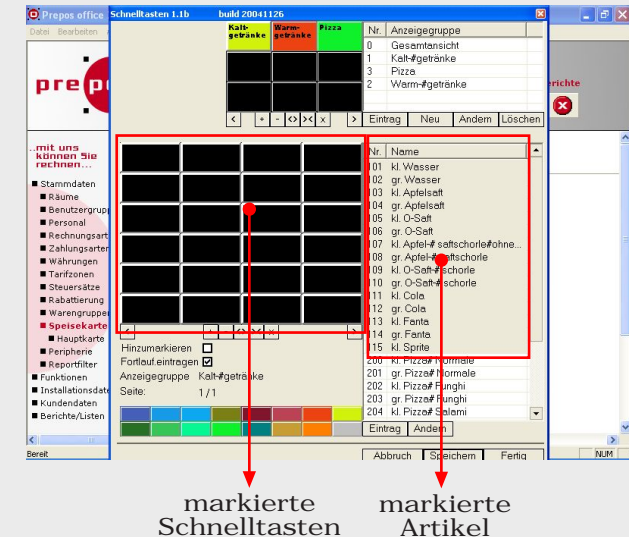 Prepos office
Schnelltasten 1.1b build 20041126
Datei Bearbeiten
Kalt-
getränke
Warm-
getränke
Pizza
Nr. Anzeigegruppe
0 Gesamtansicht
1 Kalt-#getränke
3 Pizza
2 Warm-#getränke
< + - <> >< x >
Eintrag Neu Ändern Löschen
prep
erichte
..mit uns
können Sie
rechnen...
Stammdaten
Räume
Benutzergrupp
Personal
Rechnungsart
Zahlungsarten
Währungen
Tarifzonen
Steuersätze
Rabattierung
Warengruppen
Speisekarte
Hauptkarte
Peripherie
Reportfilter
Funktionen
Installationsdate
Kundendaten
Berichte/Listen
Nr. Name
101 kl. Wasser
102 gr. Wasser
103 kl. Apfelsaft
104 gr. Apfelsaft
105 kl. O-Saft
106 gr. O-Saft
107 kl. Apfel-# saftschorle#ohne...
108 gr. Apfel-# saftschorle
109 kl. O-Saft-# schorle
110 gr. O-Saft-# schorle
111 kl. Cola
112 gr. Cola
113 kl. Fanta
114 gr. Fanta
115 kl. Sprite
200 kl. Pizza# Normale
201 gr. Pizza# Normale
202 kl. Pizza# Funghi
203 gr. Pizza# Funghi
204 kl. Pizza# Salami
Eintrag Ändern
Hinzumarkieren
Fortlauf eintragen
Anzeigegruppe Kalt-#getränke
Seite: 1 / 1
Abbruch Speichern Fertig
Bereit
NUM
markierte
Schnelltasten
markierte
Artikel